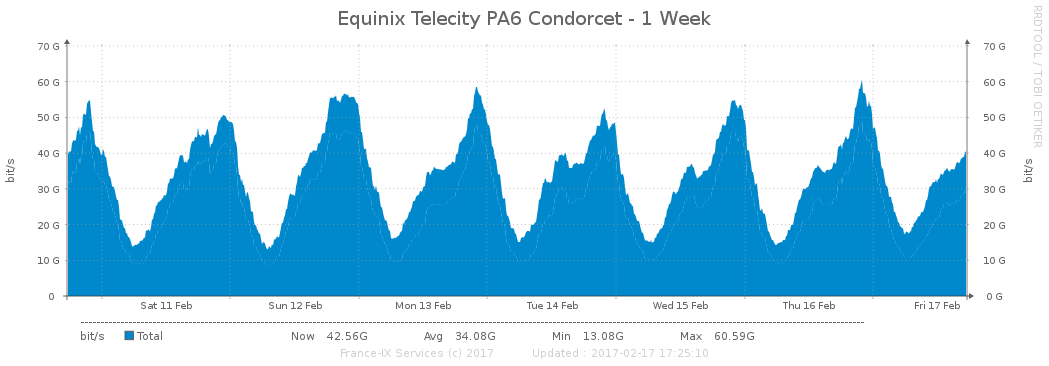 Equinix Telecity PA6 Condorcet - 1 Week
RRDTOOL / TOBI OETIKER
bit/s
70 G 70 G
60 G 60 G
50 G 50 G
40 G 40 G
30 G 30 G
20 G 20 G
10 G 10 G
0 0 G
bit/s
Sat 11 Feb Sun 12 Feb Mon 13 Feb Tue 14 Feb Wed 15 Feb Thu 16 Feb Fri 17 Feb
bit/s Total Now 42.56G Avg 34.08G Min 13.08G Max 60.59G
France-IX Services (c) 2017 Updated : 2017-02-17 17:25:10